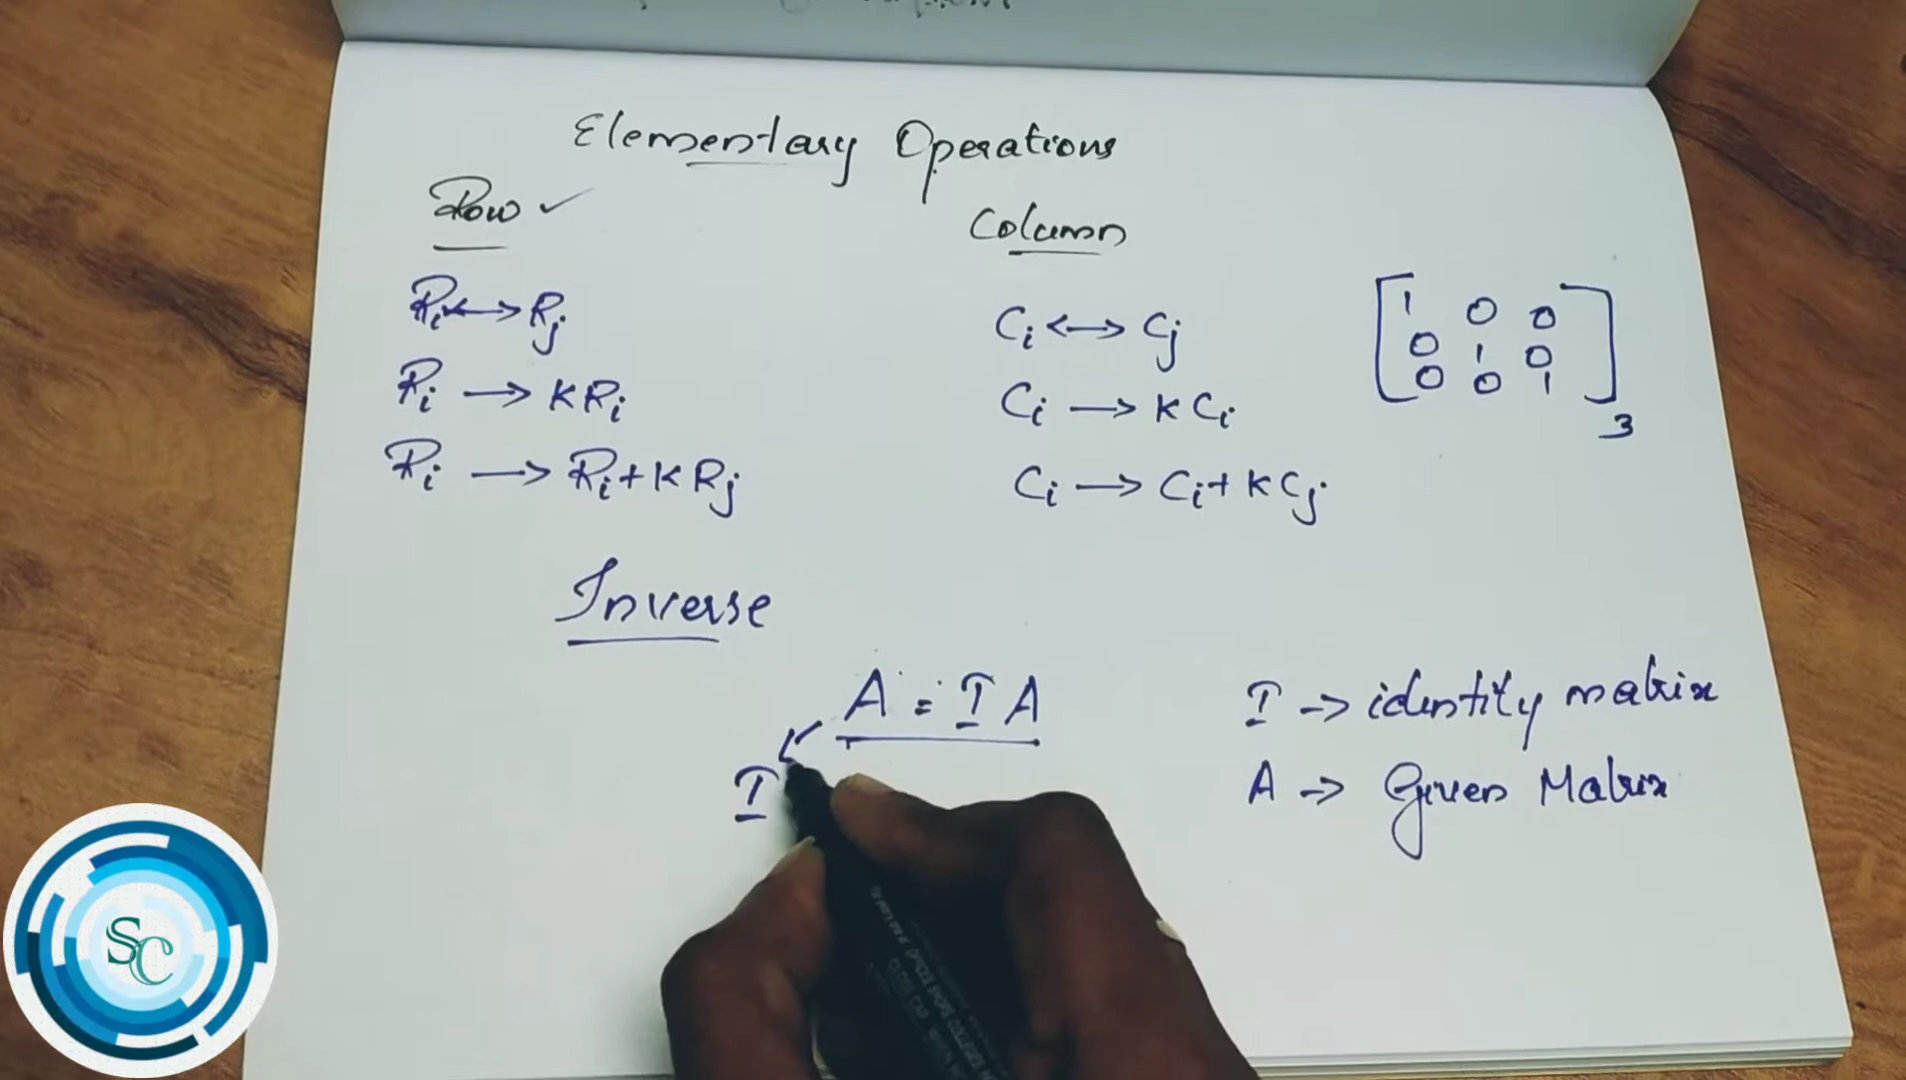 Elementary Operations
Row ✓
Column
Ri ↔ Rj
Ri → KRi
Ri → Ri+KRj
Ci ↔ Cj
Ci → KCi
Ci → Ci+KCj
1 0 0
0 1 0
0 0 1
3
Inverse
A = IA
I
I → identity matrix
A → Given Matrix
SC